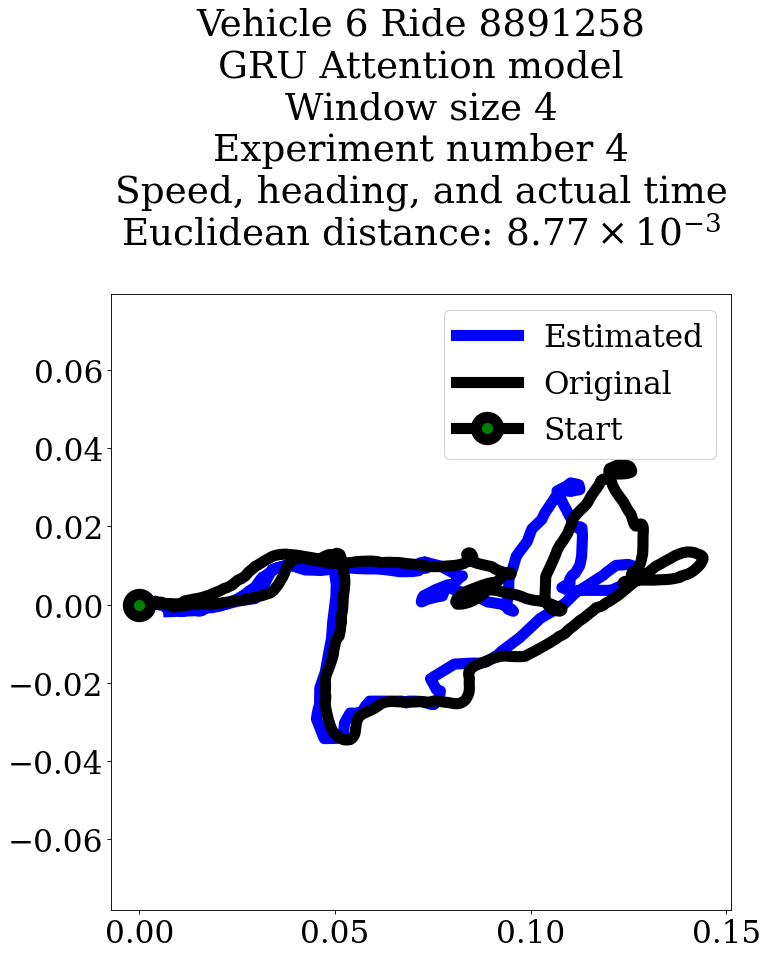 Vehicle 6 Ride 8891258
GRU Attention model
Window size 4
Experiment number 4
Speed, heading, and actual time
Euclidean distance: 8.77 × 10⁻³
Estimated
Original
Start
0.06
0.04
0.02
0.00
−0.02
−0.04
−0.06
0.00 0.05 0.10 0.15